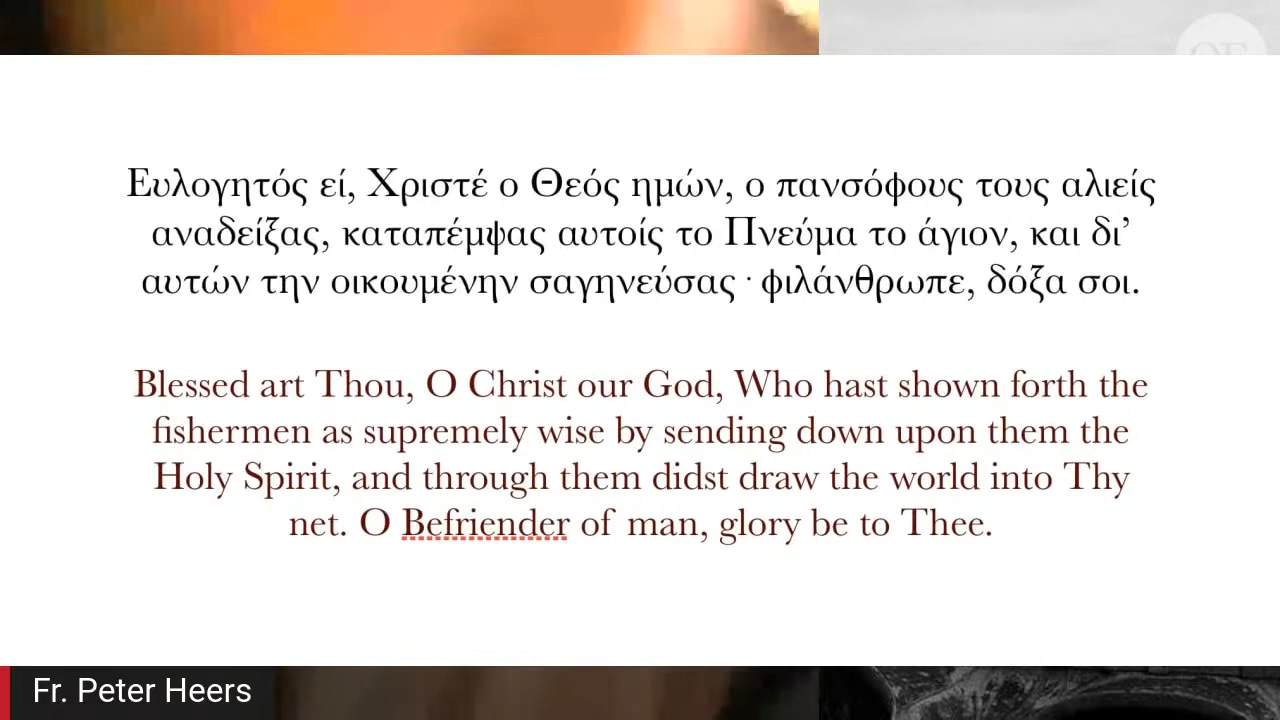 Ευλογητός εί, Χριστέ ο Θεός ημών, ο πανσόφους τους αλιείς
αναδείξας, καταπέμψας αυτοίς το Πνεύμα το άγιον, και δι’
αυτών την οικουμένην σαγηνεύσας · φιλάνθρωπε, δόξα σοι.
Blessed art Thou, O Christ our God, Who hast shown forth the
fishermen as supremely wise by sending down upon them the
Holy Spirit, and through them didst draw the world into Thy
net. O Befriender of man, glory be to Thee.
Fr. Peter Heers